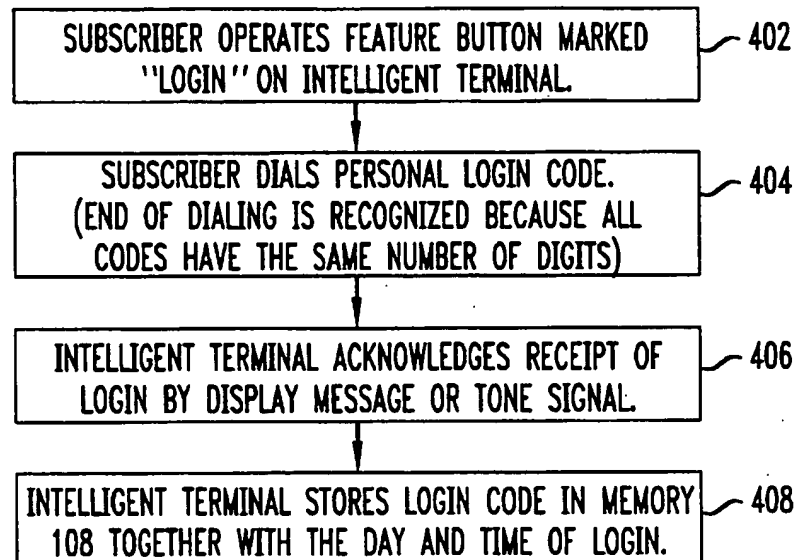 SUBSCRIBER OPERATES FEATURE BUTTON MARKED
"LOGIN" ON INTELLIGENT TERMINAL.
402
SUBSCRIBER DIALS PERSONAL LOGIN CODE.
(END OF DIALING IS RECOGNIZED BECAUSE ALL
CODES HAVE THE SAME NUMBER OF DIGITS)
404
INTELLIGENT TERMINAL ACKNOWLEDGES RECEIPT OF
LOGIN BY DISPLAY MESSAGE OR TONE SIGNAL.
406
INTELLIGENT TERMINAL STORES LOGIN CODE IN MEMORY
108 TOGETHER WITH THE DAY AND TIME OF LOGIN.
408